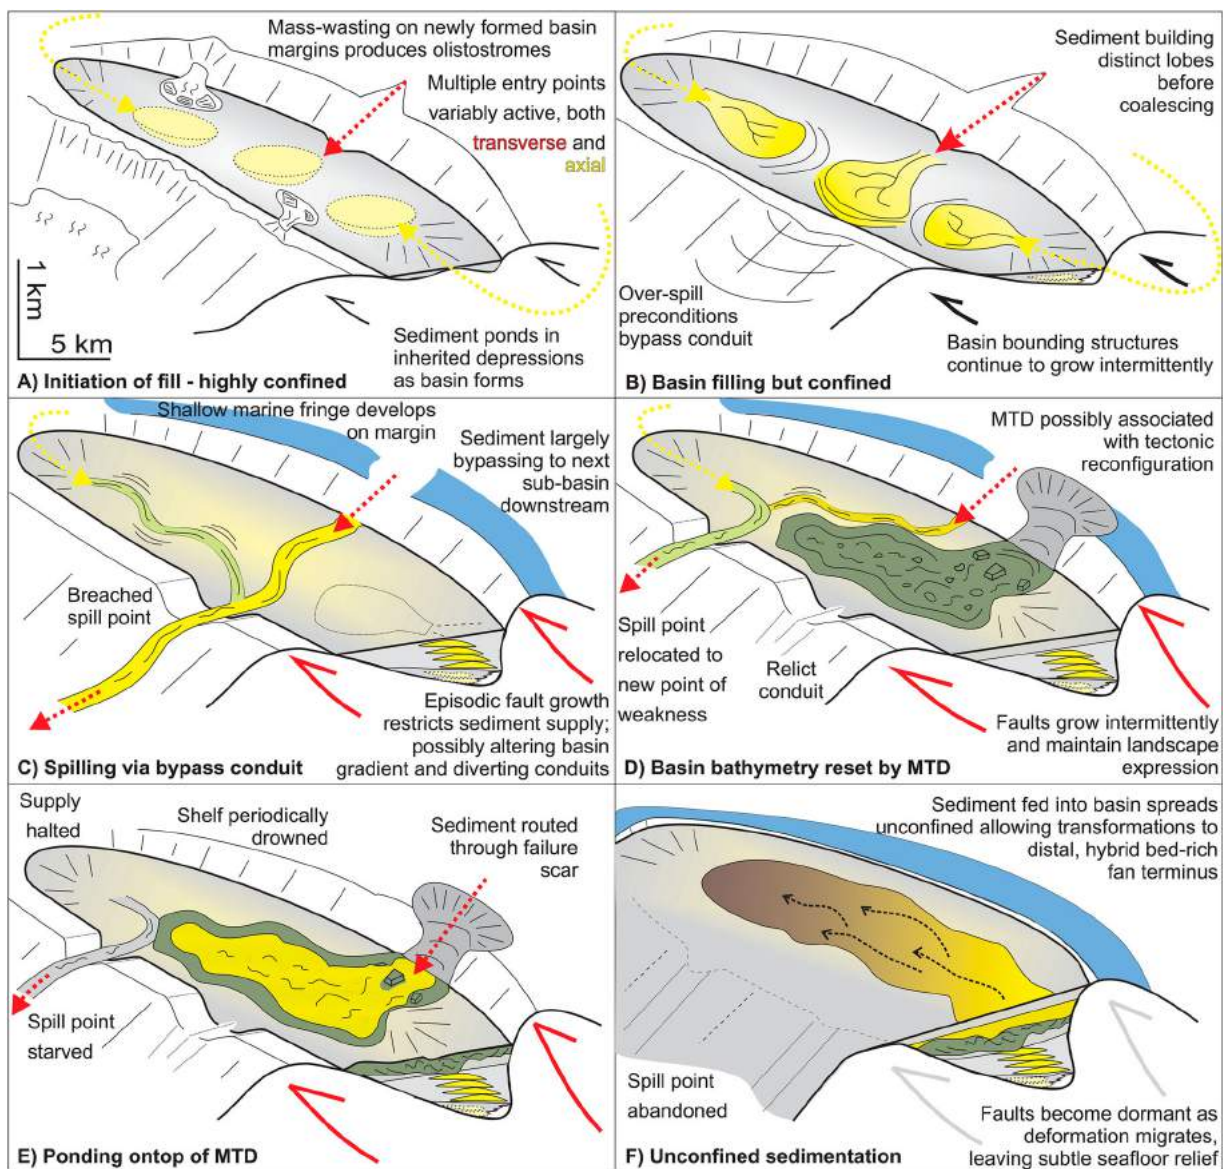 Mass-wasting on newly formed basin
margins produces olistostromes
Multiple entry points
variably active, both
transverse and
axial
1 km
5 km
Sediment ponds in
inherited depressions
as basin forms
A) Initiation of fill - highly confined
Sediment building
distinct lobes
before
coalescing
Over-spill
preconditions
bypass conduit
Basin bounding structures
continue to grow intermittently
B) Basin filling but confined
Shallow marine fringe develops
on margin
Sediment largely
bypassing to next
sub-basin
downstream
Breached
spill point
Episodic fault growth
restricts sediment supply;
possibly altering basin
gradient and diverting conduits
C) Spilling via bypass conduit
MTD possibly associated
with tectonic
reconfiguration
Spill point
relocated to
new point of
weakness
Relict
conduit
Faults grow intermittently
and maintain landscape
expression
D) Basin bathymetry reset by MTD
Supply
halted
Shelf periodically
drowned
Sediment routed
through failure
scar
Spill point
starved
E) Ponding ontop of MTD
Sediment fed into basin spreads
unconfined allowing transformations to
distal, hybrid bed-rich
fan terminus
Spill point
abandoned
Faults become dormant as
deformation migrates,
leaving subtle seafloor relief
F) Unconfined sedimentation